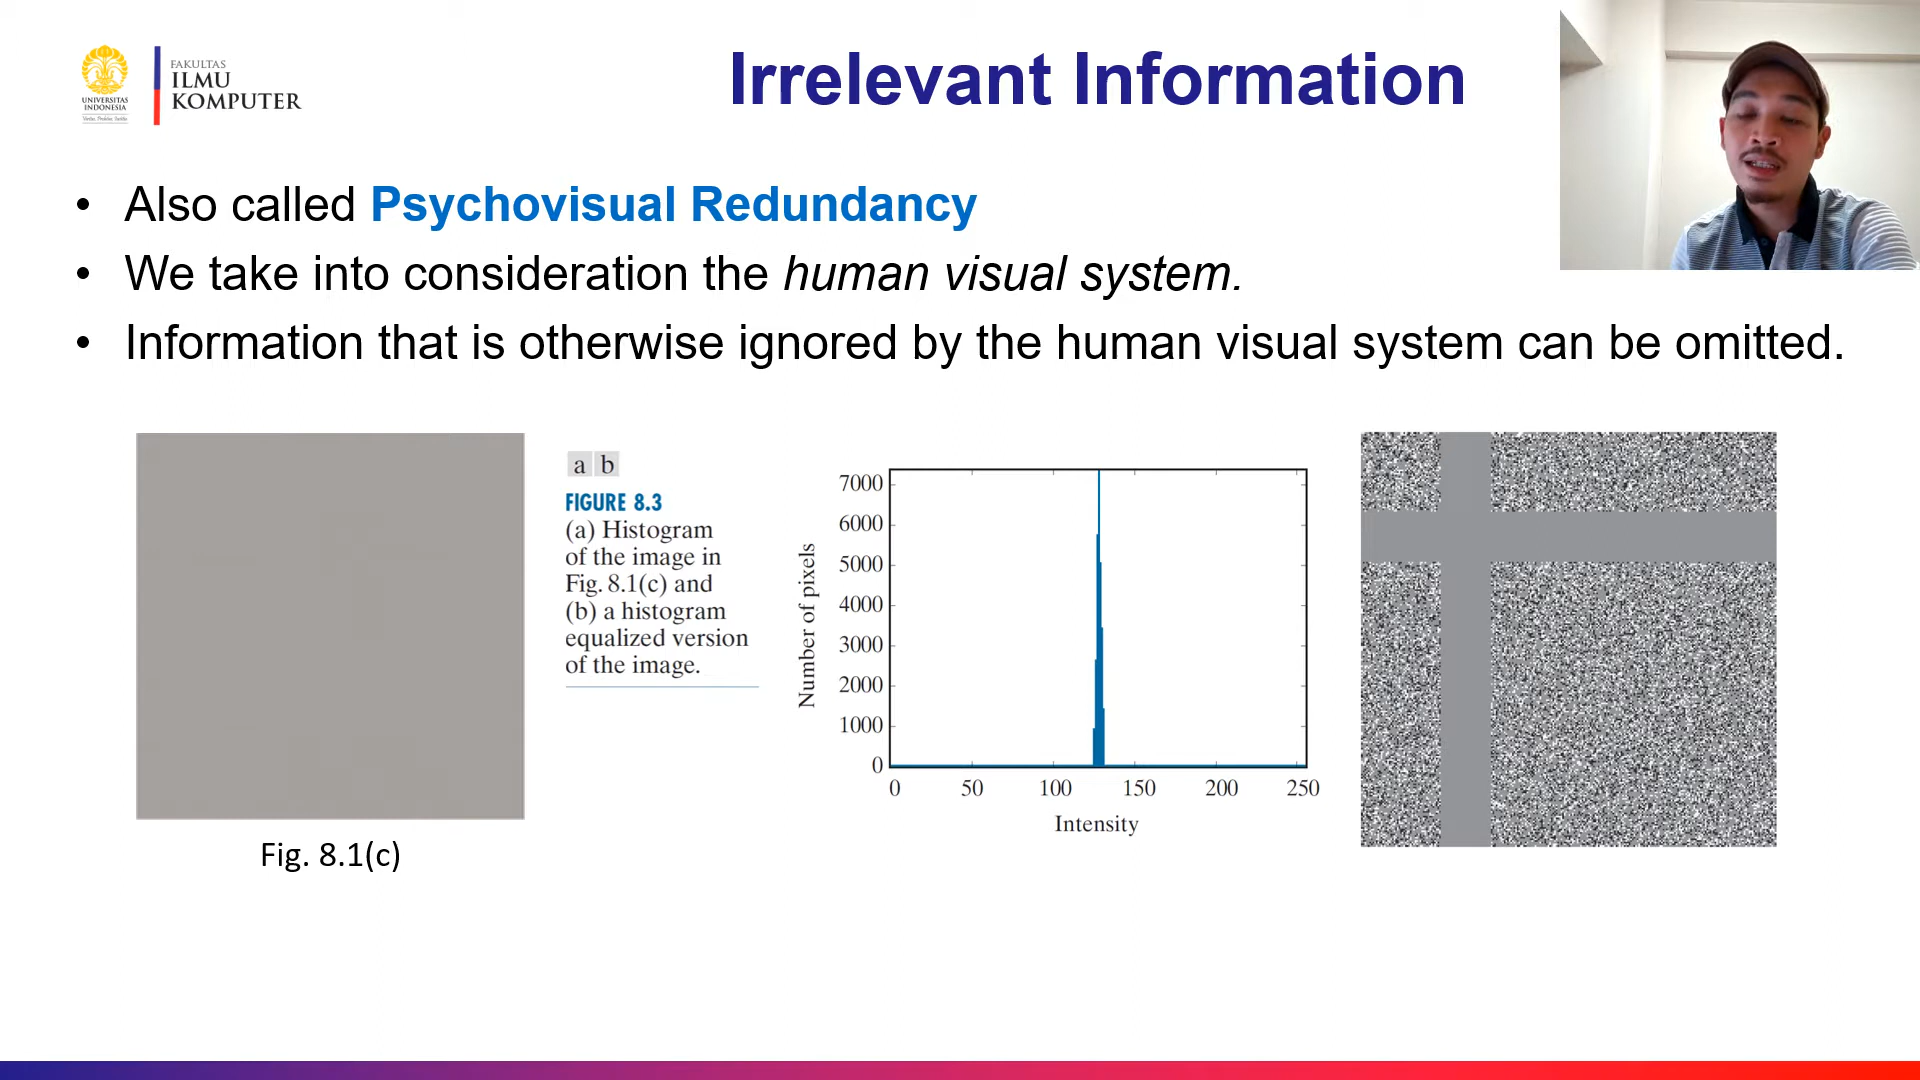 UNIVERSITAS
INDONESIA
Veritas, Probitas, Iustitia
FAKULTAS
ILMU
KOMPUTER
Irrelevant Information
• Also called Psychovisual Redundancy
• We take into consideration the human visual system.
• Information that is otherwise ignored by the human visual system can be omitted.
Fig. 8.1(c)
a b
FIGURE 8.3
(a) Histogram
of the image in
Fig. 8.1(c) and
(b) a histogram
equalized version
of the image.
Number of pixels
7000
6000
5000
4000
3000
2000
1000
0
0 50 100 150 200 250
Intensity